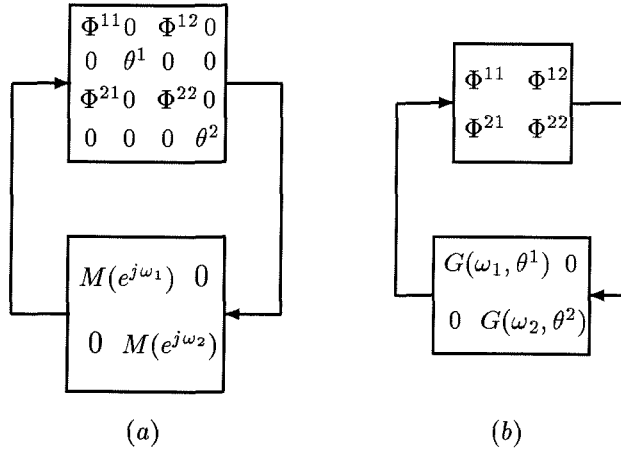 Φ¹¹ 0 Φ¹² 0
0 θ¹ 0 0
Φ²¹ 0 Φ²² 0
0 0 0 θ²
M(e^{jω₁}) 0
0 M(e^{jω₂})
(a)
Φ¹¹ Φ¹²
Φ²¹ Φ²²
G(ω₁, θ¹) 0
0 G(ω₂, θ²)
(b)